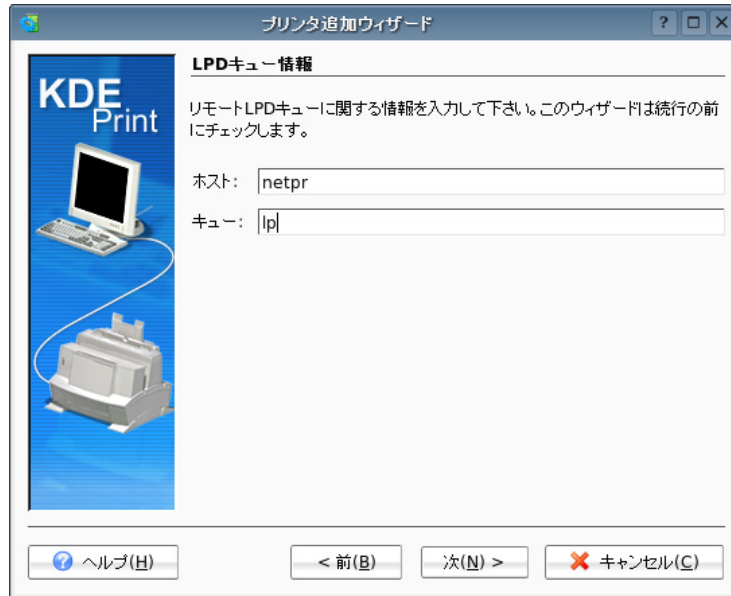 プリンタ追加ウィザード
KDE
Print
LPDキュー情報
リモートLPDキューに関する情報を入力して下さい。このウィザードは続行の前
にチェックします。
ホスト: netpr
キュー: lp
ヘルプ(H)
< 前(B)
次(N) >
キャンセル(C)